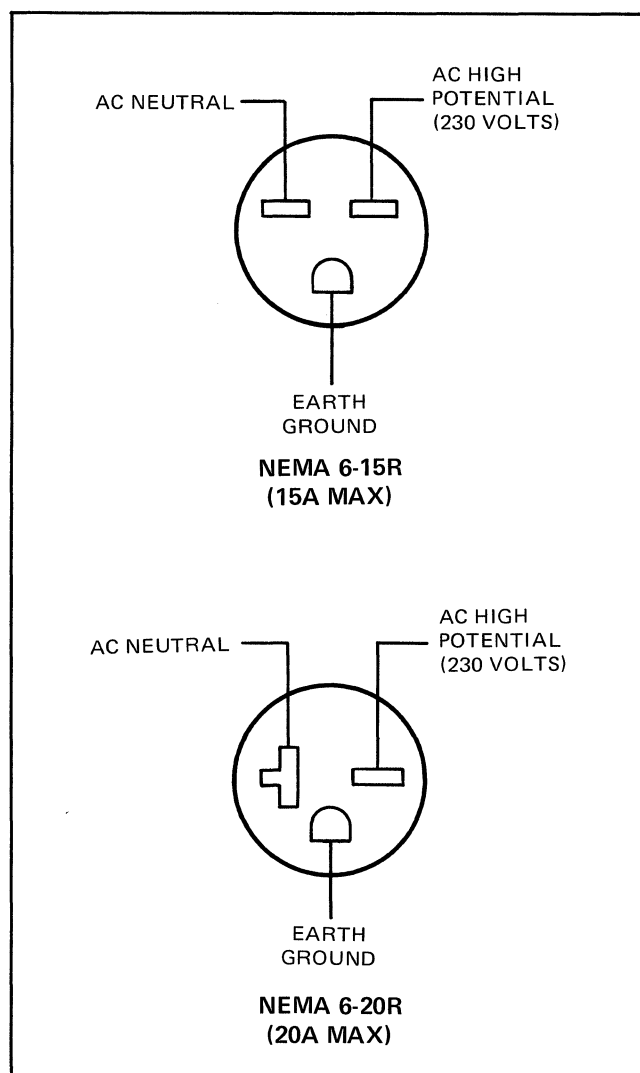 AC NEUTRAL
AC HIGH
POTENTIAL
(230 VOLTS)
EARTH
GROUND
NEMA 6-15R
(15A MAX)
AC NEUTRAL
AC HIGH
POTENTIAL
(230 VOLTS)
EARTH
GROUND
NEMA 6-20R
(20A MAX)